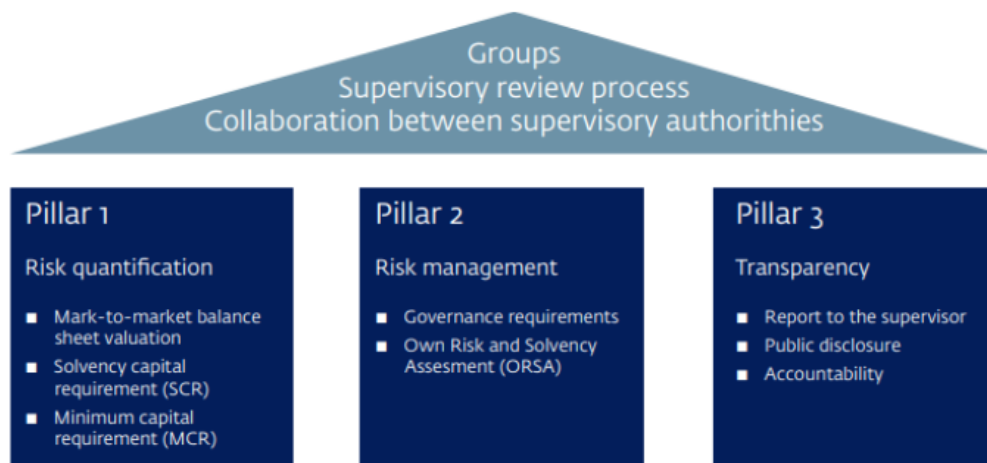 Groups
Supervisory review process
Collaboration between supervisory authorithies
Pillar 1
Risk quantification
■ Mark-to-market balance
sheet valuation
■ Solvency capital
requirement (SCR)
■ Minimum capital
requirement (MCR)
Pillar 2
Risk management
■ Governance requirements
■ Own Risk and Solvency
Assesment (ORSA)
Pillar 3
Transparency
■ Report to the supervisor
■ Public disclosure
■ Accountability